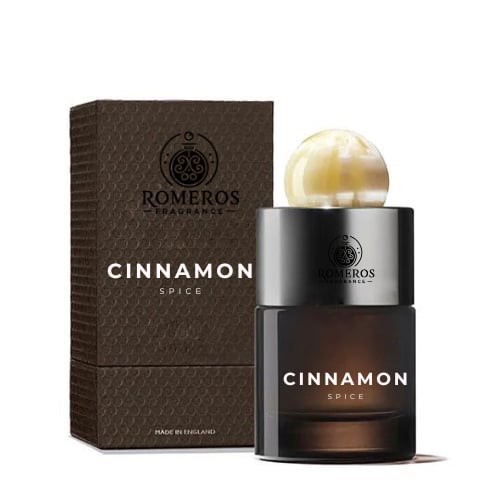 ROMEROS
FRAGRANCE
CINNAMON
SPICE
MADE IN ENGLAND
ROMEROS
FRAGRANCE
CINNAMON
SPICE